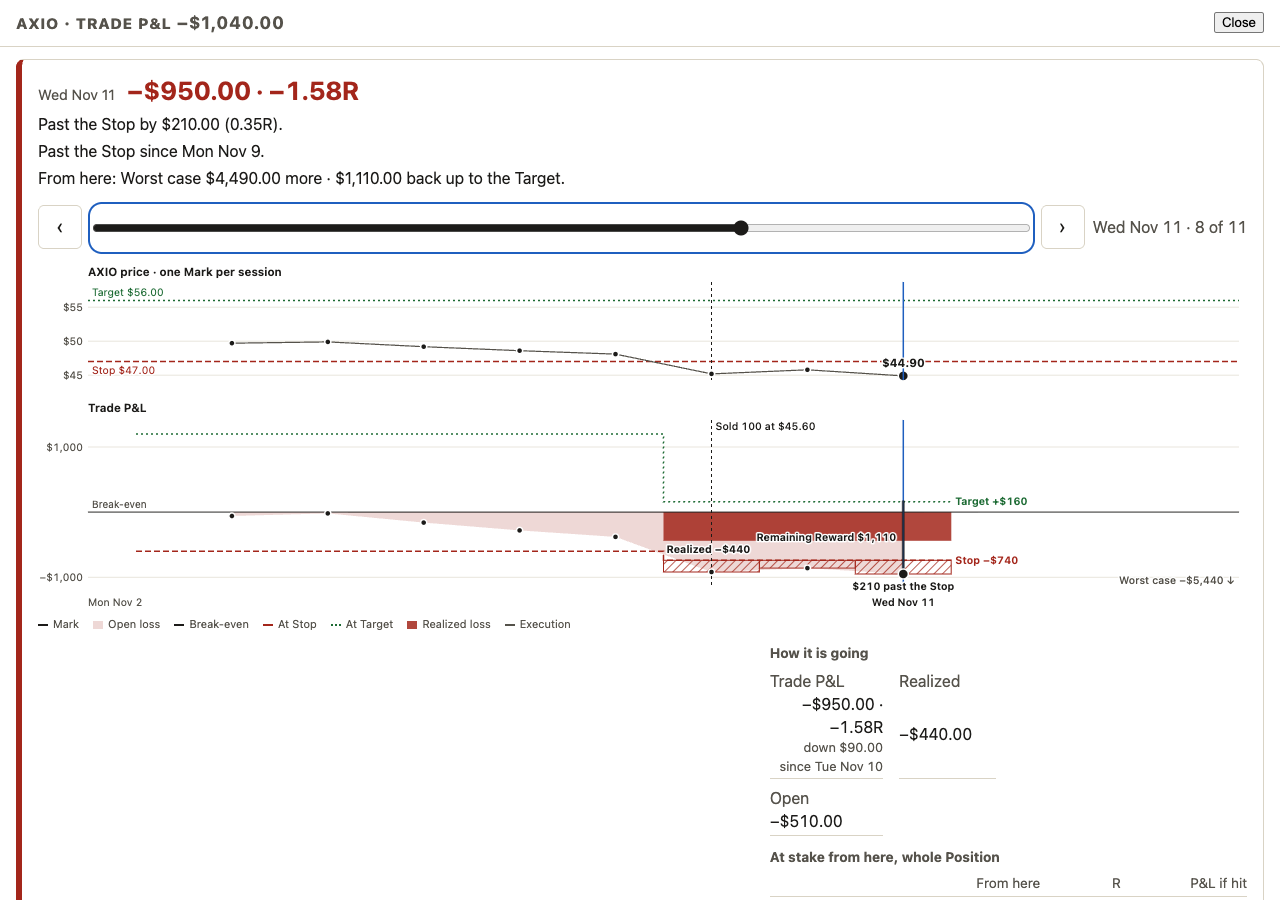 AXIO · TRADE P&L −$1,040.00
Close
Wed Nov 11 −$950.00 · −1.58R
Past the Stop by $210.00 (0.35R).
Past the Stop since Mon Nov 9.
From here: Worst case $4,490.00 more · $1,110.00 back up to the Target.
‹
›
Wed Nov 11 · 8 of 11
AXIO price · one Mark per session
Target $56.00
$55
$50
$44.90
Stop $47.00
$45
Trade P&L
Sold 100 at $45.60
$1,000
Target +$160
Break-even
Remaining Reward $1,110
Realized −$440
Stop −$740
−$1,000
Worst case −$5,440 ↓
$210 past the Stop
Mon Nov 2
Wed Nov 11
Mark Open loss Break-even At Stop At Target Realized loss Execution
How it is going
Trade P&L
−$950.00 ·
−1.58R
down $90.00
since Tue Nov 10
Realized
−$440.00
Open
−$510.00
At stake from here, whole Position
From here R P&L if hit